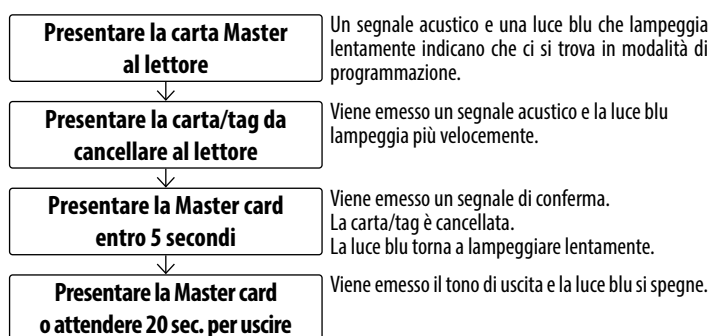 Presentare la carta Master
al lettore
Un segnale acustico e una luce blu che lampeggia
lentamente indicano che ci si trova in modalità di
programmazione.
Presentare la carta/tag da
cancellare al lettore
Viene emesso un segnale acustico e la luce blu
lampeggia più velocemente.
Presentare la Master card
entro 5 secondi
Viene emesso un segnale di conferma.
La carta/tag è cancellata.
La luce blu torna a lampeggiare lentamente.
Presentare la Master card
o attendere 20 sec. per uscire
Viene emesso il tono di uscita e la luce blu si spegne.